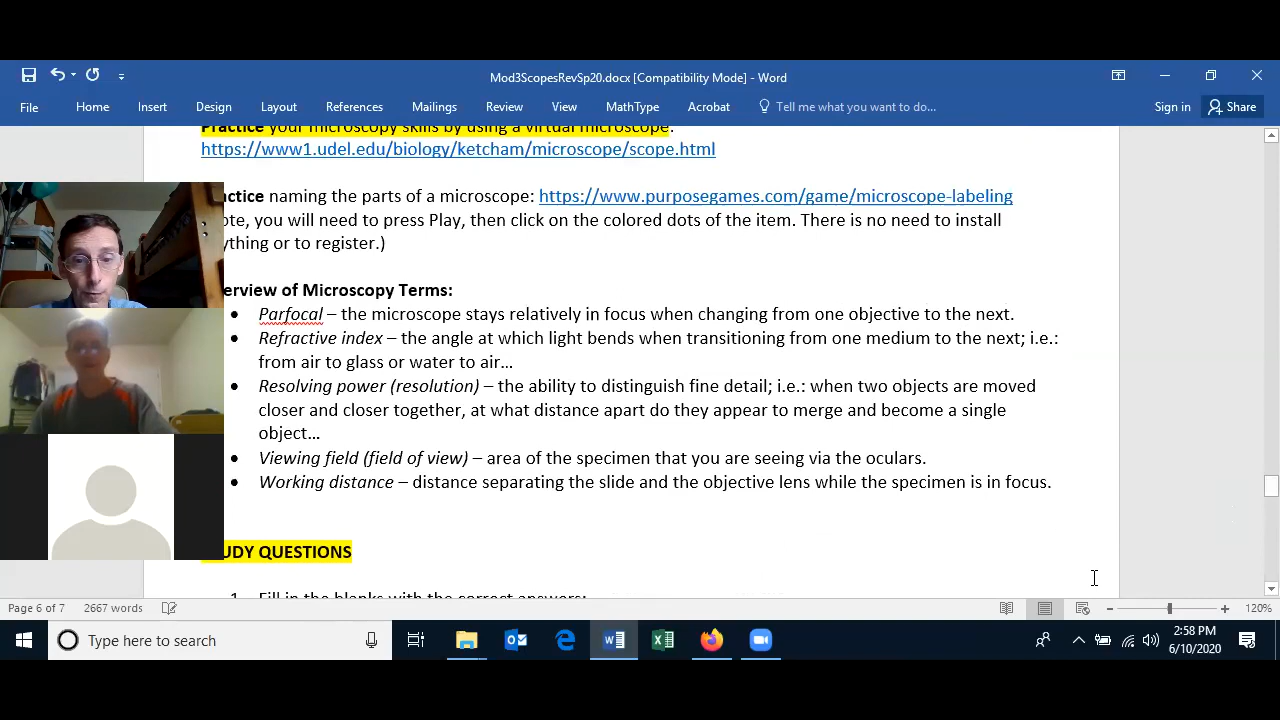 Mod3ScopesRevSp20.docx [Compatibility Mode] - Word
File Home Insert Design Layout References Mailings Review View MathType Acrobat Tell me what you want to do... Sign in Share
Practice your microscopy skills by using a virtual microscope:
https://www1.udel.edu/biology/ketcham/microscope/scope.html
actice naming the parts of a microscope: https://www.purposegames.com/game/microscope-labeling
ote, you will need to press Play, then click on the colored dots of the item. There is no need to install
ything or to register.)
erview of Microscopy Terms:
• Parfocal – the microscope stays relatively in focus when changing from one objective to the next.
• Refractive index – the angle at which light bends when transitioning from one medium to the next; i.e.:
from air to glass or water to air…
• Resolving power (resolution) – the ability to distinguish fine detail; i.e.: when two objects are moved
closer and closer together, at what distance apart do they appear to merge and become a single
object…
• Viewing field (field of view) – area of the specimen that you are seeing via the oculars.
• Working distance – distance separating the slide and the objective lens while the specimen is in focus.
UDY QUESTIONS
1. Fill in the blanks with the correct answers:
Page 6 of 7 2667 words 120%
Type here to search
2:58 PM
6/10/2020